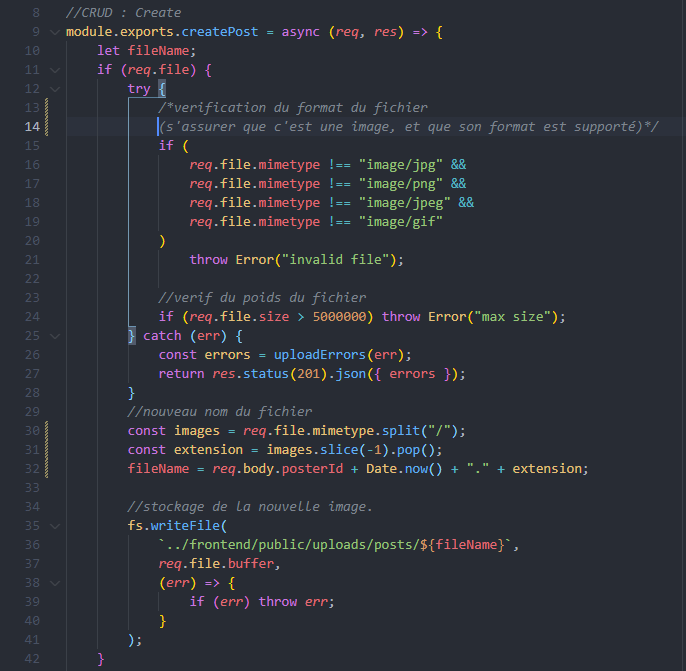 8 //CRUD : Create
9 module.exports.createPost = async (req, res) => {
10 let fileName;
11 if (req.file) {
12 try {
13 /*verification du format du fichier
14 (s'assurer que c'est une image, et que son format est supporté)*/
15 if (
16 req.file.mimetype !== "image/jpg" &&
17 req.file.mimetype !== "image/png" &&
18 req.file.mimetype !== "image/jpeg" &&
19 req.file.mimetype !== "image/gif"
20 )
21 throw Error("invalid file");
22
23 //verif du poids du fichier
24 if (req.file.size > 5000000) throw Error("max size");
25 } catch (err) {
26 const errors = uploadErrors(err);
27 return res.status(201).json({ errors });
28 }
29 //nouveau nom du fichier
30 const images = req.file.mimetype.split("/");
31 const extension = images.slice(-1).pop();
32 fileName = req.body.posterId + Date.now() + "." + extension;
33
34 //stockage de la nouvelle image.
35 fs.writeFile(
36 `../frontend/public/uploads/posts/${fileName}`,
37 req.file.buffer,
38 (err) => {
39 if (err) throw err;
40 }
41 );
42 }